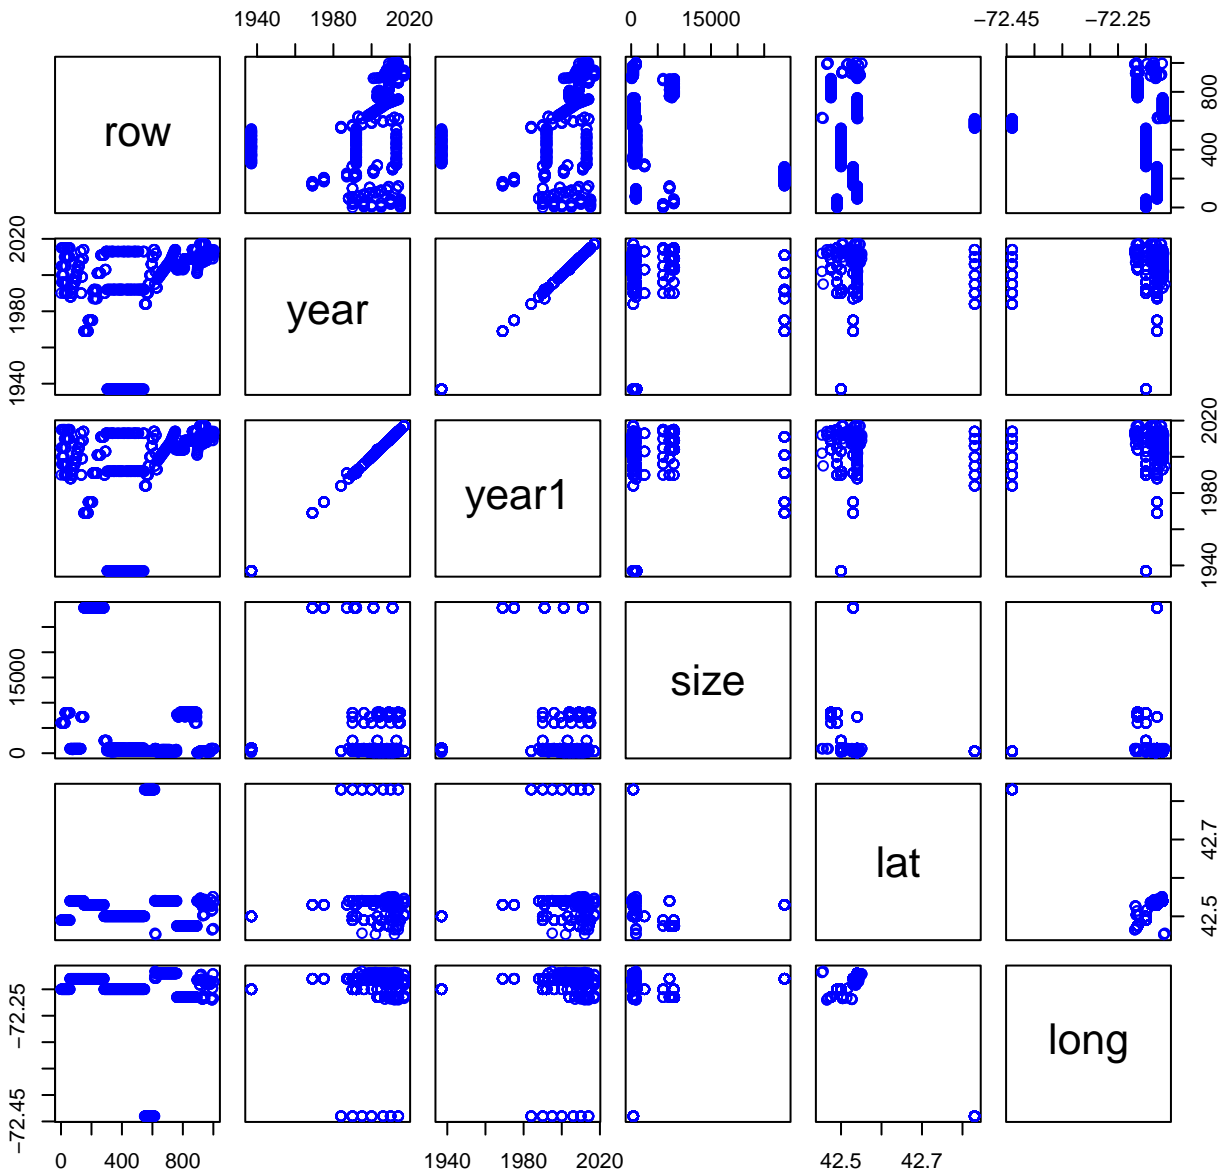 1940 1980 2020 0 15000 −72.45 −72.25
row 0 400 800
1940 1980 2020 year
year1 1940 1980 2020
0 15000 size
lat 42.5 42.7
−72.45 −72.25 long
0 400 800 1940 1980 2020 42.5 42.7